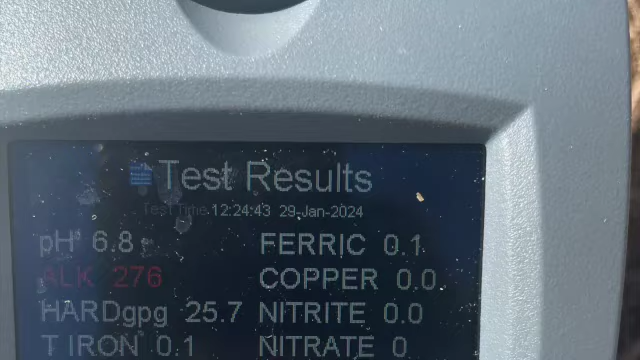 Test Results
Test Time 12:24:43 29-Jan-2024
pH 6.8 FERRIC 0.1
ALK 276 COPPER 0.0
HARDgpg 25.7 NITRITE 0.0
T IRON 0.1 NITRATE 0